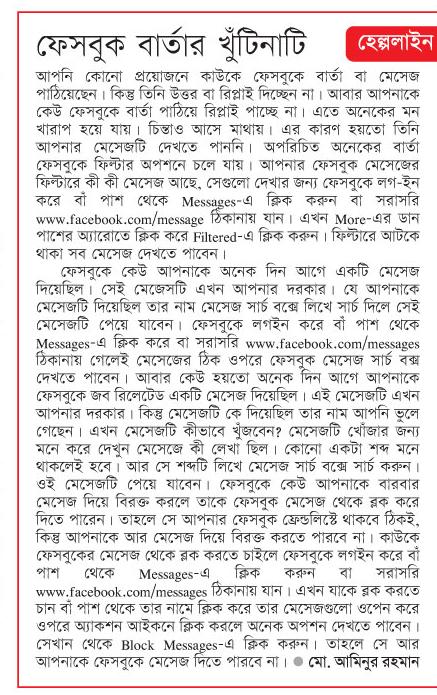 ফেসবুক বার্তার খুঁটিনাটি
হেল্পলাইন
আপনি কোনো প্রয়োজনে কাউকে ফেসবুকে বার্তা বা মেসেজ
পাঠিয়েছেন। কিন্তু তিনি উত্তর বা রিপ্লাই দিচ্ছেন না। আবার আপনাকে
কেউ ফেসবুকে বার্তা পাঠিয়ে রিপ্লাই পাচ্ছে না। এতে অনেকের মন
খারাপ হয়ে যায়। চিন্তাও আসে মাথায়। এর কারণ হয়তো তিনি
আপনার মেসেজটি দেখতে পাননি। অপরিচিত অনেকের বার্তা
ফেসবুকে ফিল্টার অপশনে চলে যায়। আপনার ফেসবুক মেসেজের
ফিল্টারে কী কী মেসেজ আছে, সেগুলো দেখার জন্য ফেসবুকে লগ-ইন
করে বাঁ পাশ থেকে Messages-এ ক্লিক করুন বা সরাসরি
www.facebook.com/message ঠিকানায় যান। এখন More-এর ডান
পাশের অ্যারোতে ক্লিক করে Filtered-এ ক্লিক করুন। ফিল্টারে আটকে
থাকা সব মেসেজ দেখতে পাবেন।
ফেসবুকে কেউ আপনাকে অনেক দিন আগে একটি মেসেজ
দিয়েছিল। সেই মেজেসটি এখন আপনার দরকার। যে আপনাকে
মেসেজটি দিয়েছিল তার নাম মেসেজ সার্চ বক্সে লিখে সার্চ দিলে সেই
মেসেজটি পেয়ে যাবেন। ফেসবুকে লগইন করে বাঁ পাশ থেকে
Messages-এ ক্লিক করে বা সরাসরি www.facebook.com/messages
ঠিকানায় গেলেই মেসেজের ঠিক ওপরে ফেসবুক মেসেজ সার্চ বক্স
দেখতে পাবেন। আবার কেউ হয়তো অনেক দিন আগে আপনাকে
ফেসবুকে জব রিলেটেড একটি মেসেজ দিয়েছিল। এই মেসেজটি এখন
আপনার দরকার। কিন্তু মেসেজটি কে দিয়েছিল তার নাম আপনি ভুলে
গেছেন। এখন মেসেজটি কীভাবে খুঁজবেন? মেসেজটি খোঁজার জন্য
মনে করে দেখুন মেসেজে কী লেখা ছিল। কোনো একটা শব্দ মনে
থাকলেই হবে। আর সে শব্দটি লিখে মেসেজ সার্চ বক্সে সার্চ করুন।
ওই মেসেজটি পেয়ে যাবেন। ফেসবুকে কেউ আপনাকে বারবার
মেসেজ দিয়ে বিরক্ত করলে তাকে ফেসবুক মেসেজ থেকে ব্লক করে
দিতে পারেন। তাহলে সে আপনার ফেসবুক ফ্রেন্ডলিস্টে থাকবে ঠিকই,
কিন্তু আপনাকে আর মেসেজ দিয়ে বিরক্ত করতে পারবে না। কাউকে
ফেসবুকের মেসেজ থেকে ব্লক করতে চাইলে ফেসবুকে লগইন করে বাঁ
পাশ থেকে Messages-এ ক্লিক করুন বা সরাসরি
www.facebook.com/messages ঠিকানায় যান। এখন যাকে ব্লক করতে
চান বাঁ পাশ থেকে তার নামে ক্লিক করে তার মেসেজগুলো ওপেন করে
ওপরে অ্যাকশন আইকনে ক্লিক করলে অনেক অপশন দেখতে পাবেন।
সেখান থেকে Block Messages-এ ক্লিক করুন। তাহলে সে আর
আপনাকে ফেসবুকে মেসেজ দিতে পারবে না। ● মো. আমিনুর রহমান